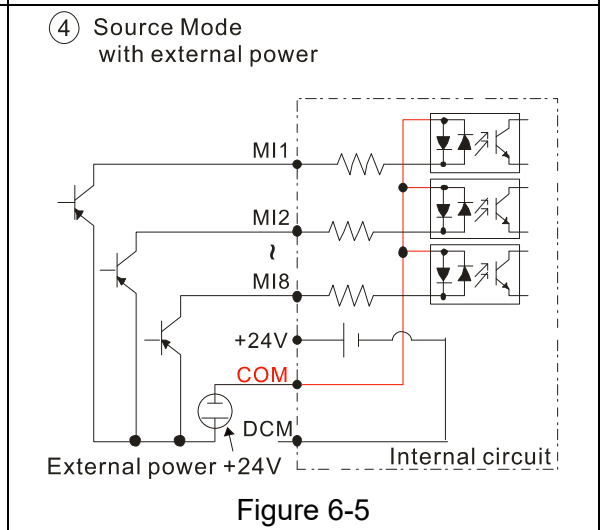 ④ Source Mode
with external power
MI1
MI2
~
MI8
+24V
COM
DCM
External power +24V
Internal circuit
Figure 6-5